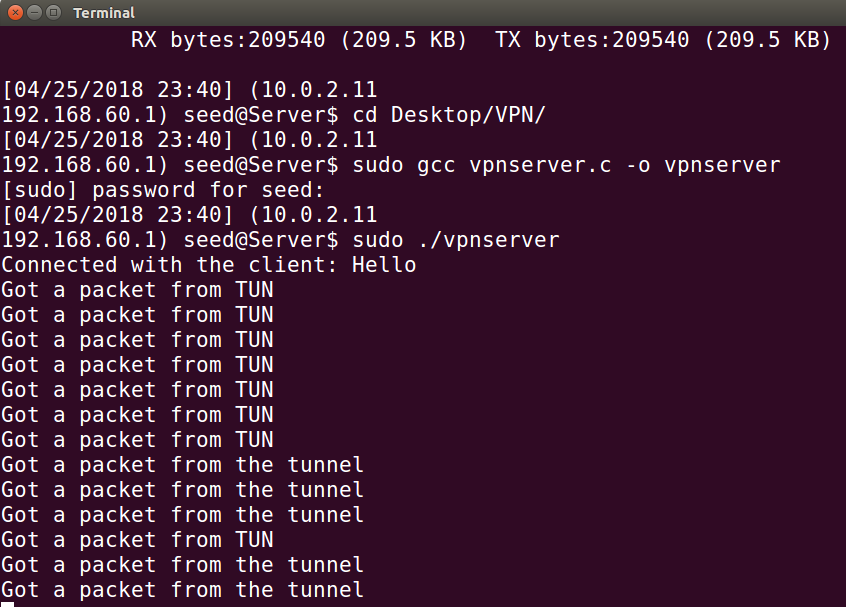 Terminal
RX bytes:209540 (209.5 KB)  TX bytes:209540 (209.5 KB)
[04/25/2018 23:40] (10.0.2.11
192.168.60.1) seed@Server$ cd Desktop/VPN/
[04/25/2018 23:40] (10.0.2.11
192.168.60.1) seed@Server$ sudo gcc vpnserver.c -o vpnserver
[sudo] password for seed:
[04/25/2018 23:40] (10.0.2.11
192.168.60.1) seed@Server$ sudo ./vpnserver
Connected with the client: Hello
Got a packet from TUN
Got a packet from TUN
Got a packet from TUN
Got a packet from TUN
Got a packet from TUN
Got a packet from TUN
Got a packet from TUN
Got a packet from the tunnel
Got a packet from the tunnel
Got a packet from the tunnel
Got a packet from TUN
Got a packet from the tunnel
Got a packet from the tunnel